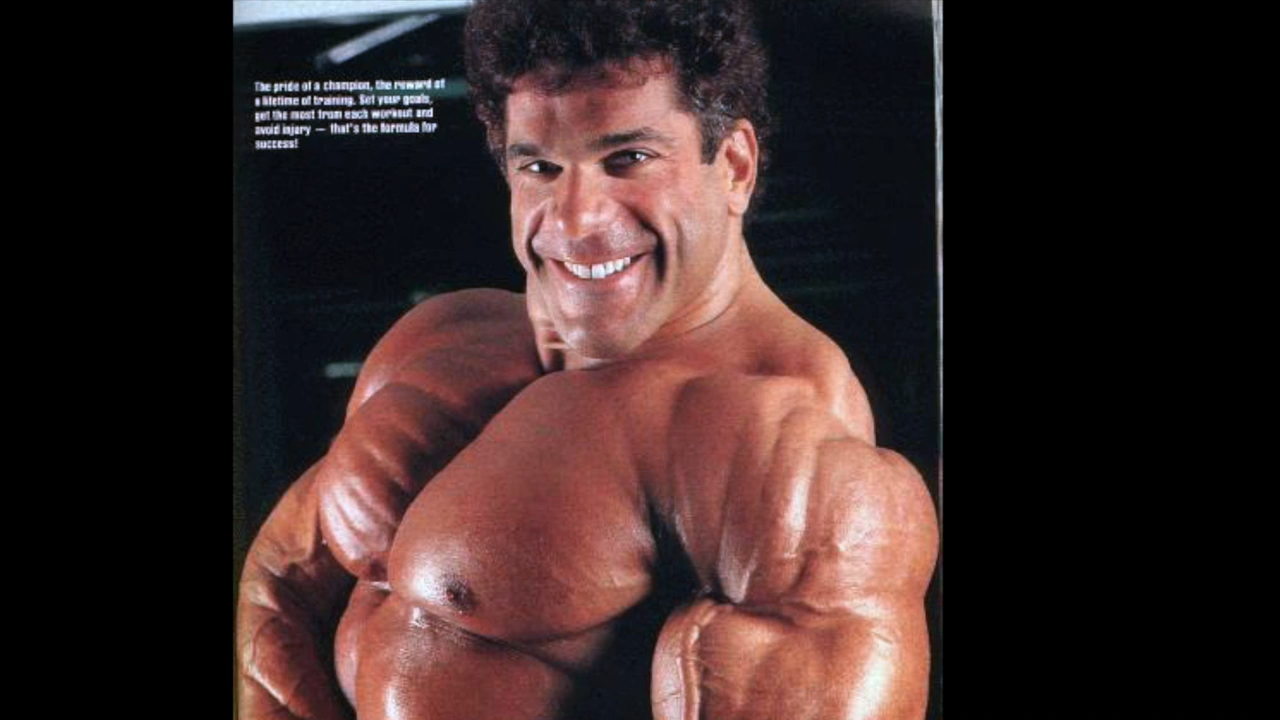 The pride of a champion, the reward of
a lifetime of training. Set your goals,
get the most from each workout and
avoid injury — that's the formula for
success!